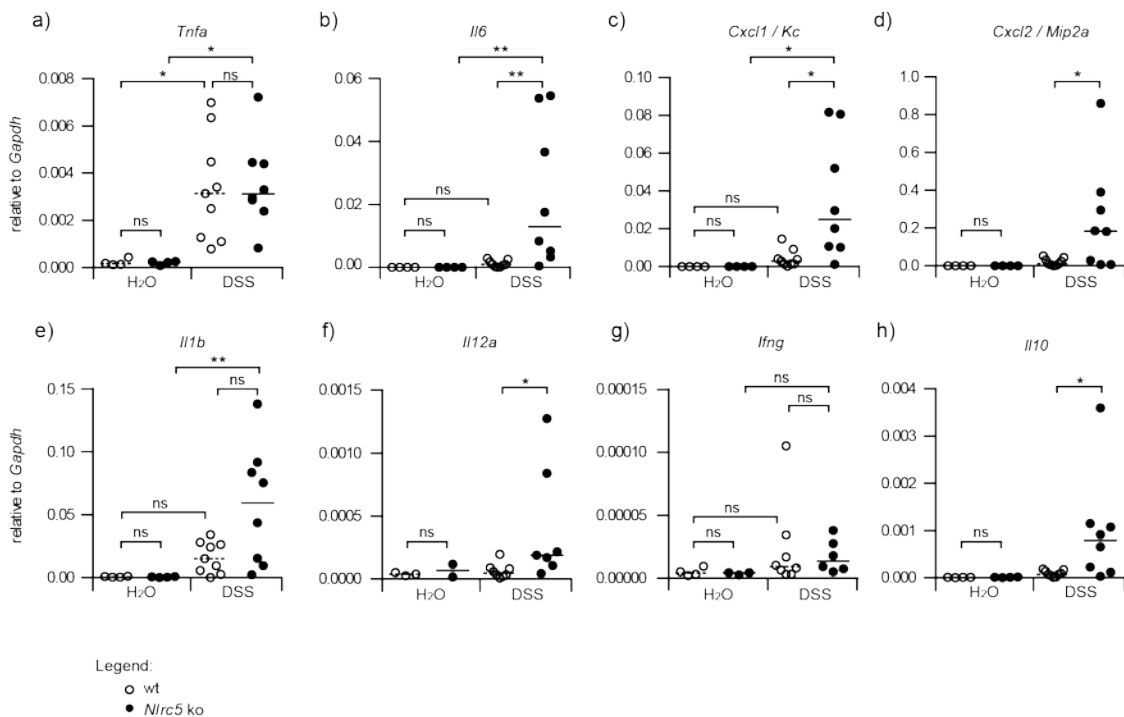 a) Tnfa
* *
ns
0.008
0.006
0.004
0.002
0.000
ns
H2O DSS
relative to Gapdh
b) Il6
**
**
0.06
0.04
0.02
0.00
ns
ns
H2O DSS
c) Cxcl1 / Kc
*
*
0.10
0.08
0.06
0.04
0.02
0.00
ns
ns
H2O DSS
d) Cxcl2 / Mip2a
*
1.0
0.8
0.6
0.4
0.2
0.0
ns
H2O DSS
e) Il1b
**
ns
0.15
0.10
0.05
0.00
ns
ns
H2O DSS
relative to Gapdh
f) Il12a
*
0.0015
0.0010
0.0005
0.0000
ns
H2O DSS
g) Ifng
ns
ns
0.00015
0.00010
0.00005
0.00000
ns
ns
H2O DSS
h) Il10
*
0.004
0.003
0.002
0.001
0.000
ns
H2O DSS
Legend:
wt
Nlrc5 ko